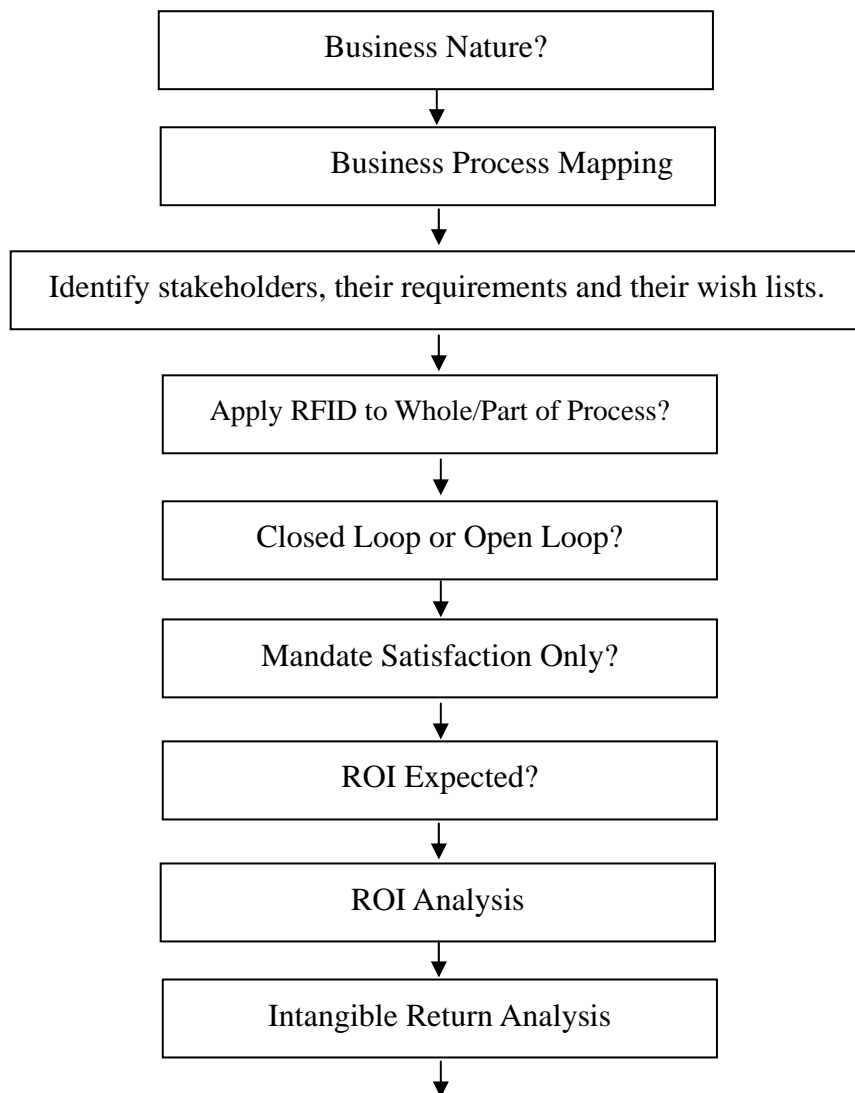 Business Nature?
Business Process Mapping
Identify stakeholders, their requirements and their wish lists.
Apply RFID to Whole/Part of Process?
Closed Loop or Open Loop?
Mandate Satisfaction Only?
ROI Expected?
ROI Analysis
Intangible Return Analysis